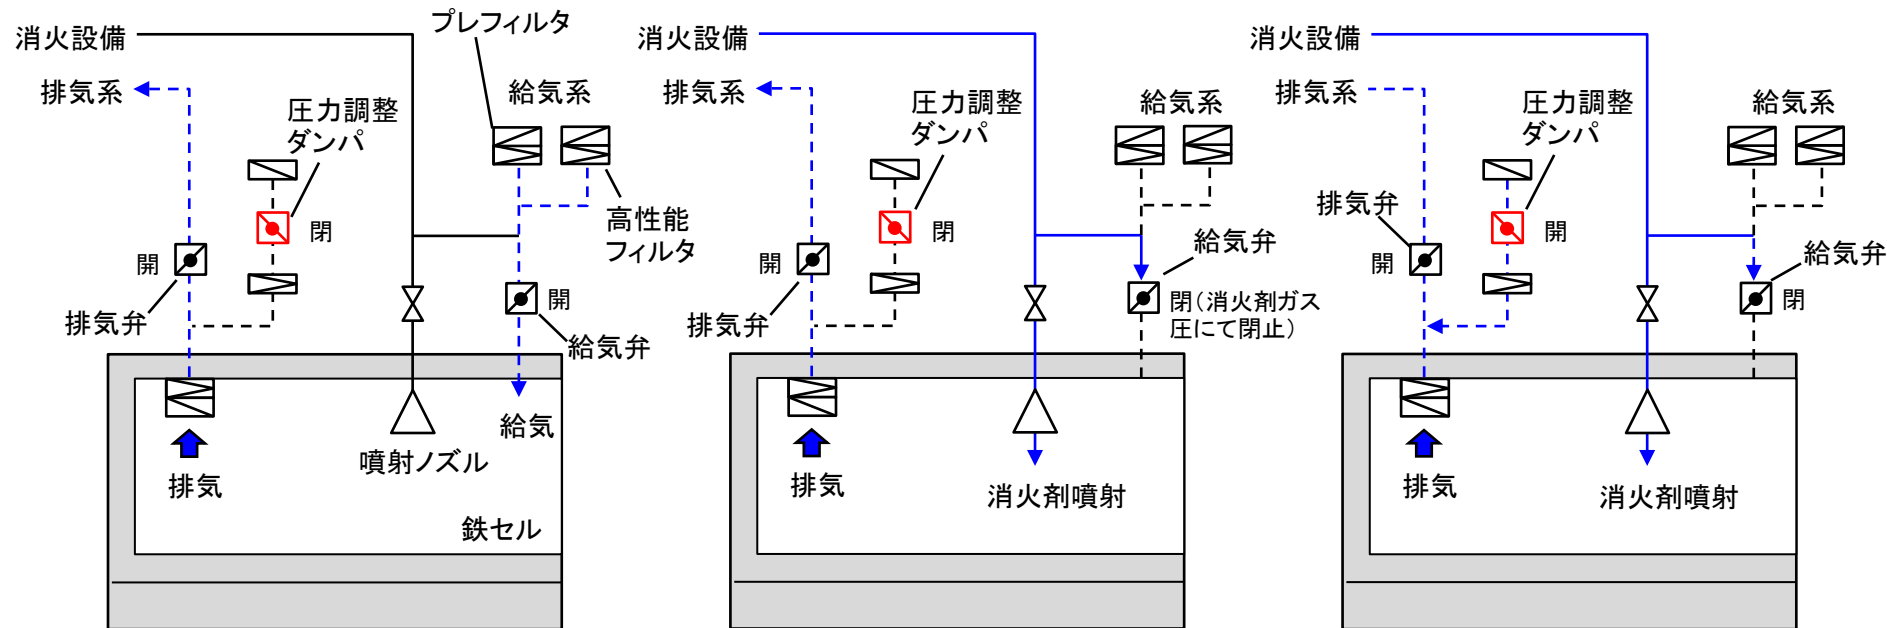 消火設備
プレフィルタ
排気系
給気系
圧力調整
ダンパ
高性能
フィルタ
閉
開
開
排気弁
給気弁
給気
噴射ノズル
排気
鉄セル
消火設備
排気系
給気系
圧力調整
ダンパ
閉
給気弁
開
閉(消火剤ガス
圧にて閉止)
排気弁
排気
消火剤噴射
消火設備
排気系
給気系
圧力調整
ダンパ
排気弁
開
給気弁
開
閉
排気
消火剤噴射